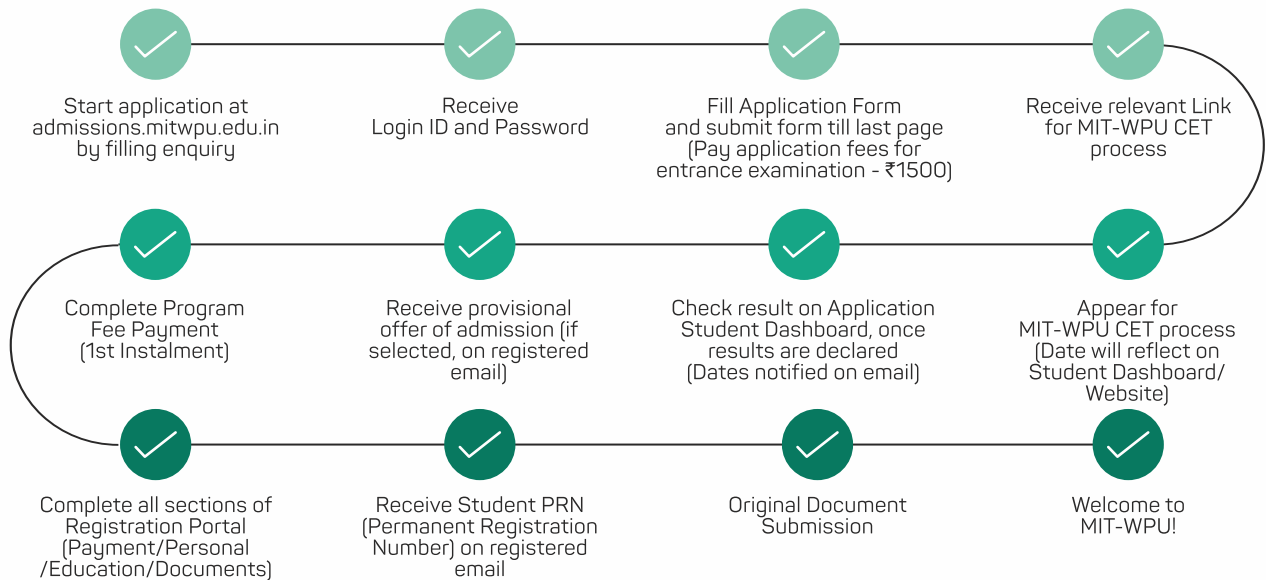 Start application at
admissions.mitwpu.edu.in
by filling enquiry
Receive
Login ID and Password
Fill Application Form
and submit form till last page
(Pay application fees for
entrance examination - ₹1500)
Receive relevant Link
for MIT-WPU CET
process
Appear for
MIT-WPU CET process
(Date will reflect on
Student Dashboard/
Website)
Check result on Application
Student Dashboard, once
results are declared
(Dates notified on email)
Receive provisional
offer of admission (if
selected, on registered
email)
Complete Program
Fee Payment
(1st Instalment)
Complete all sections of
Registration Portal
(Payment/Personal
/Education/Documents)
Receive Student PRN
(Permanent Registration
Number) on registered
email
Original Document
Submission
Welcome to
MIT-WPU!